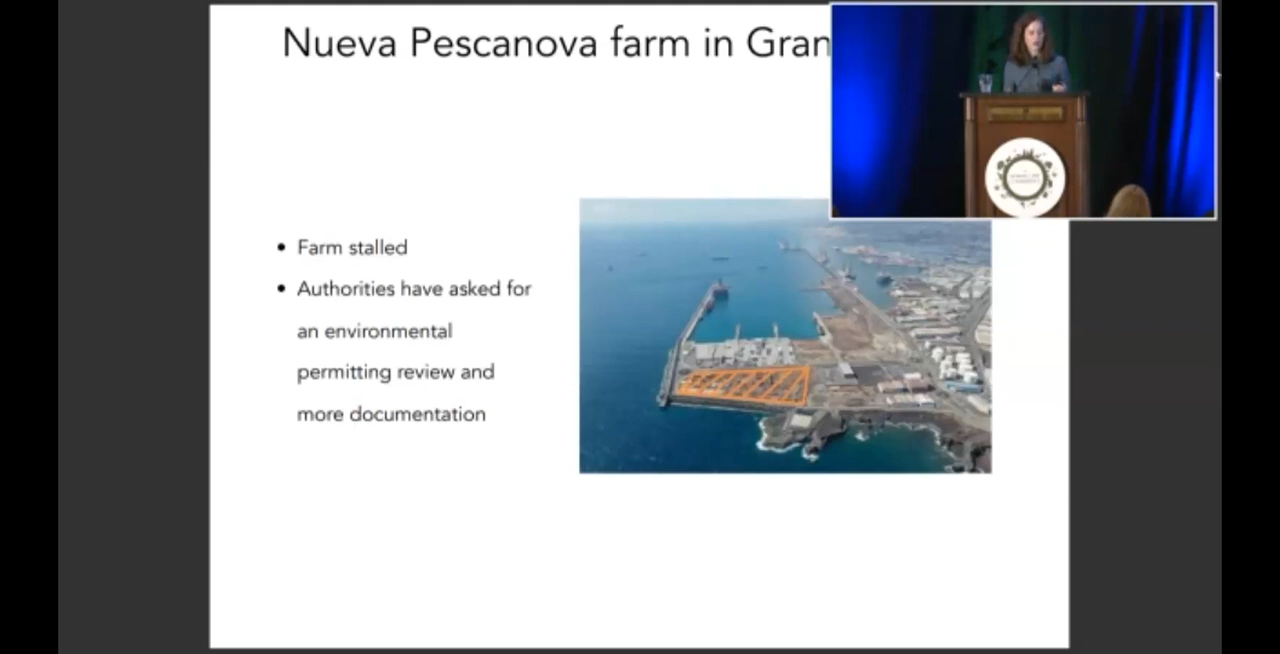 Nueva Pescanova farm in Gran
• Farm stalled
• Authorities have asked for
an environmental
permitting review and
more documentation